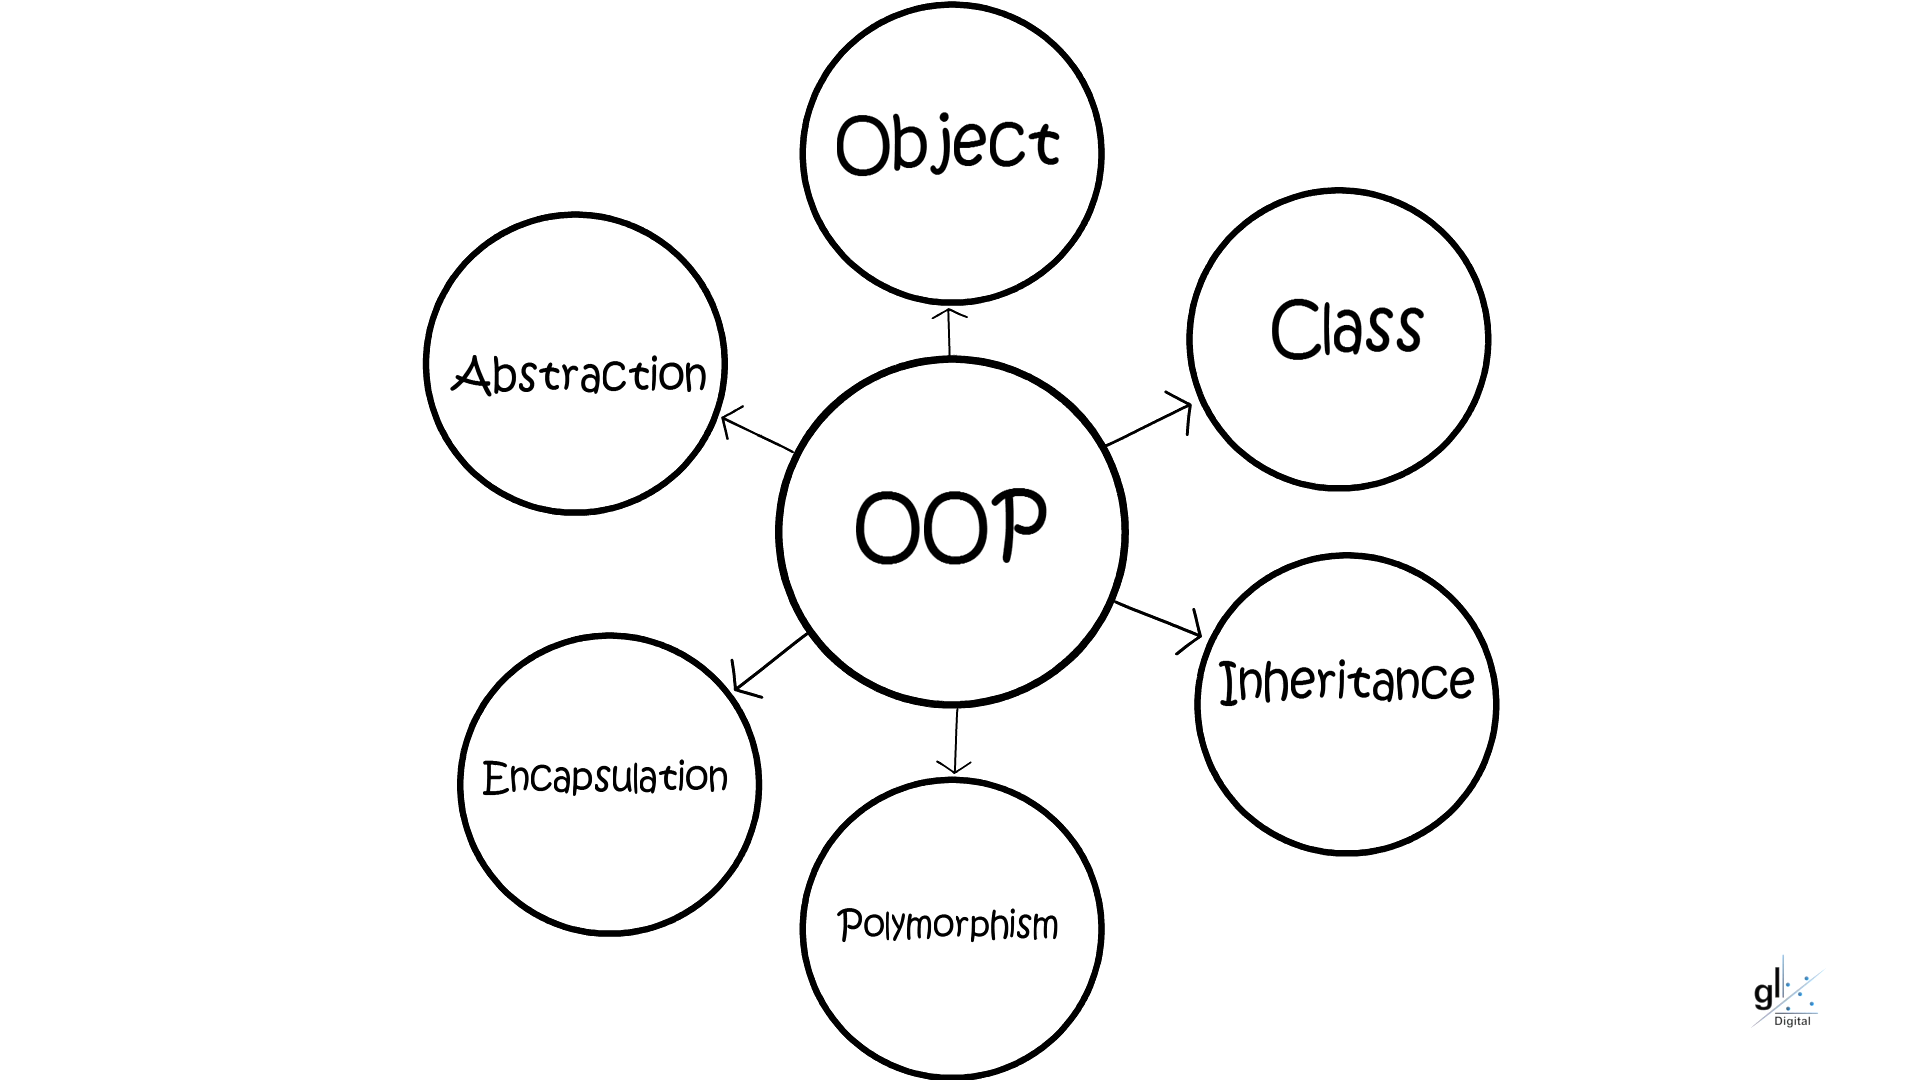 Object
Class
Abstraction
OOP
Inheritance
Encapsulation
Polymorphism
gl
Digital